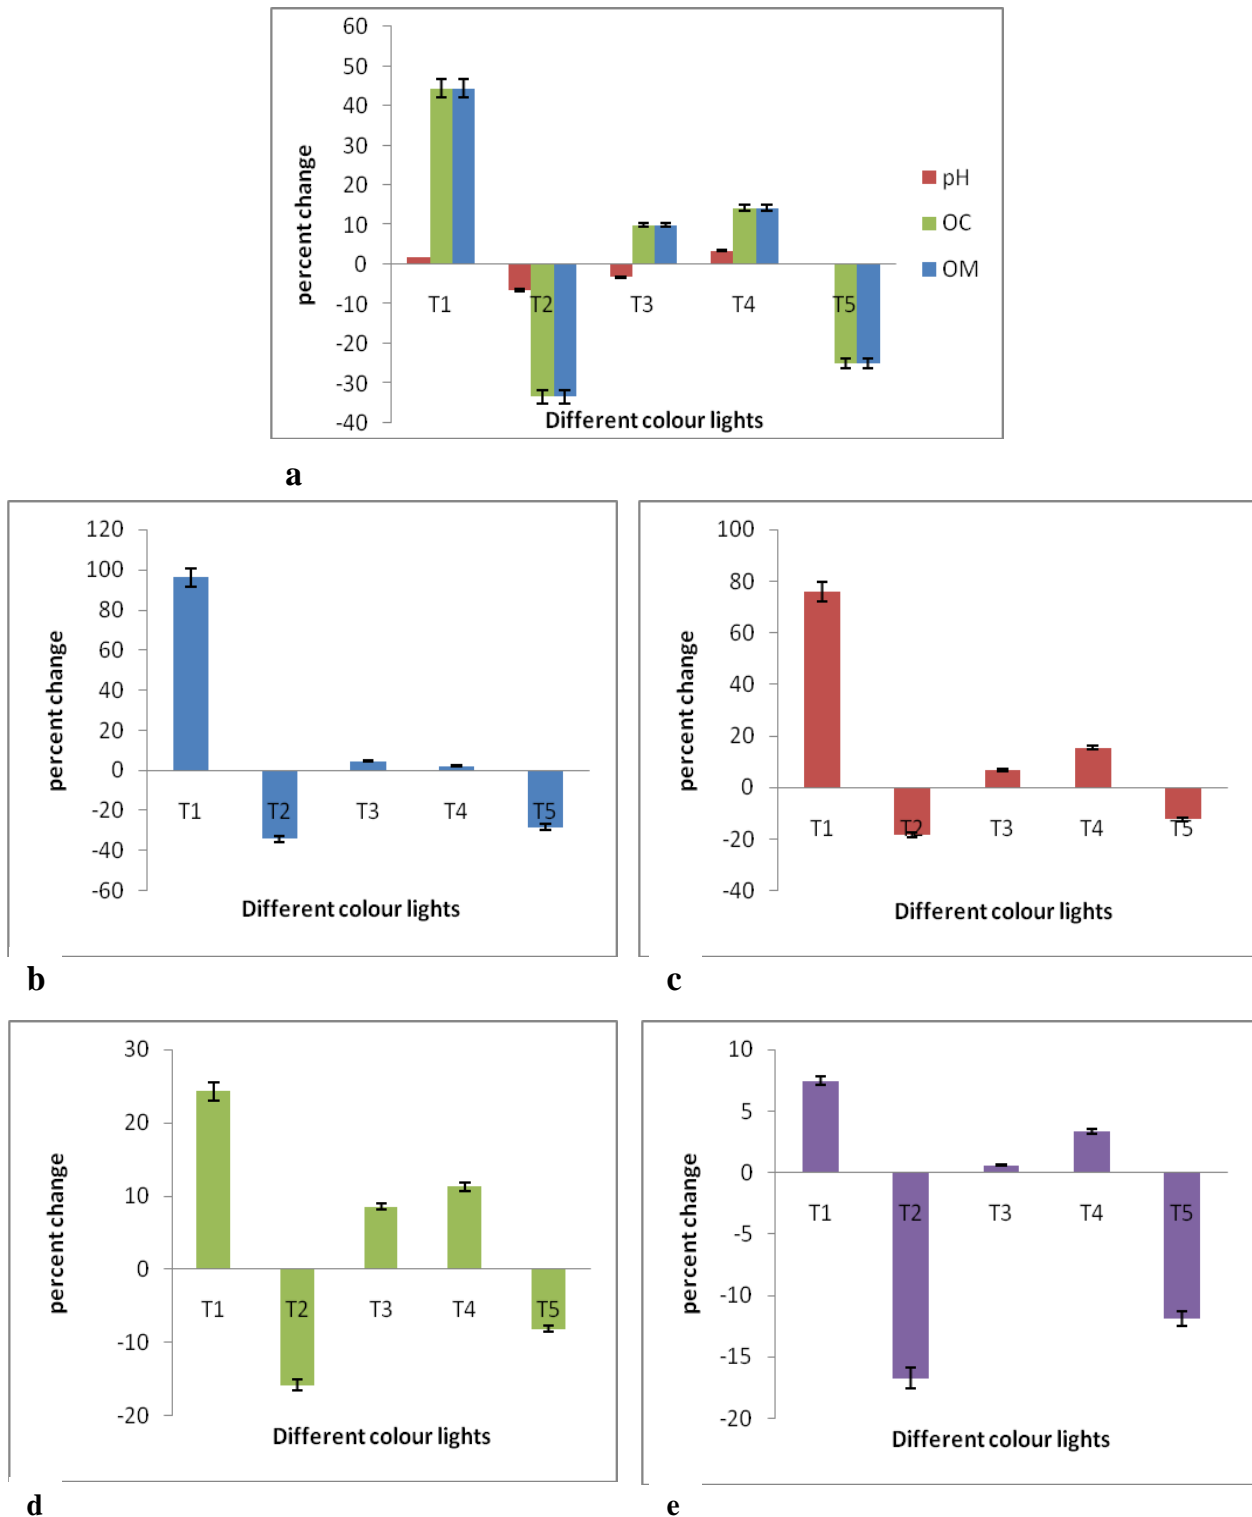 60
50
40
30
20
10
0
-10
-20
-30
-40
percent change
T1 T2 T3 T4 T5
Different colour lights
pH
OC
OM
a
120
100
80
60
40
20
0
-20
-40
-60
percent change
T1 T2 T3 T4 T5
Different colour lights
b
100
80
60
40
20
0
-20
-40
percent change
T1 T2 T3 T4 T5
Different colour lights
c
30
20
10
0
-10
-20
percent change
T1 T2 T3 T4 T5
Different colour lights
d
10
5
0
-5
-10
-15
-20
percent change
T1 T2 T3 T4 T5
Different colour lights
e